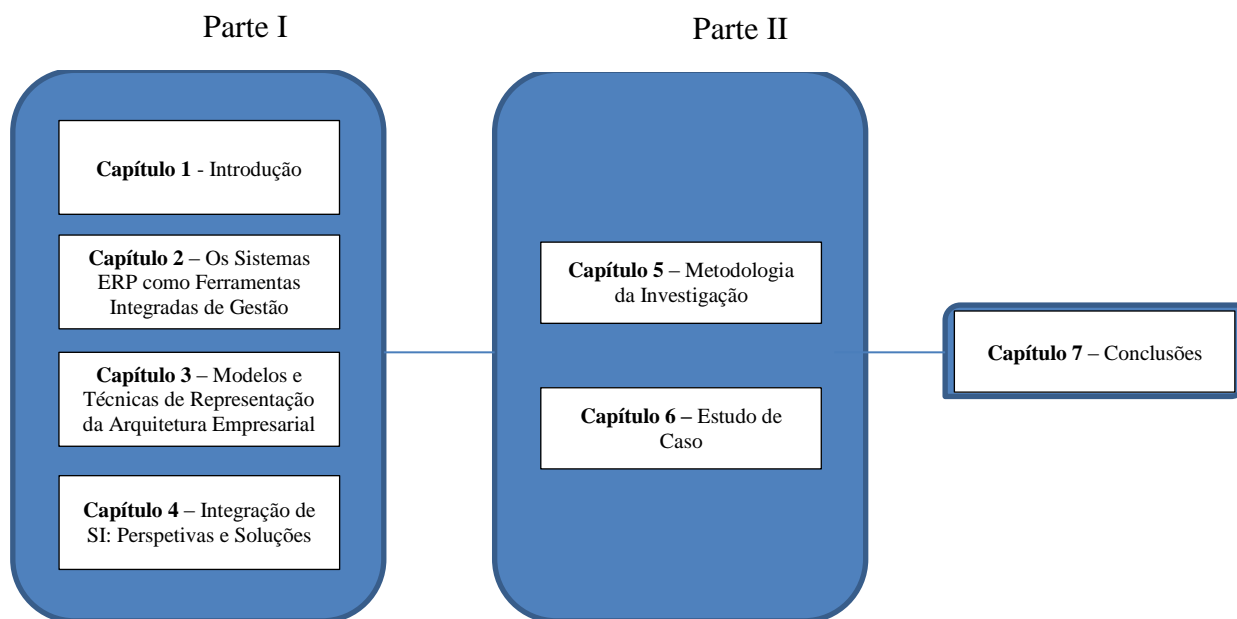 Parte I
Capítulo 1 - Introdução
Capítulo 2 – Os Sistemas
ERP como Ferramentas
Integradas de Gestão
Capítulo 3 – Modelos e
Técnicas de Representação
da Arquitetura Empresarial
Capítulo 4 – Integração de
SI: Perspetivas e Soluções
Parte II
Capítulo 5 – Metodologia
da Investigação
Capítulo 6 – Estudo de
Caso
Capítulo 7 – Conclusões